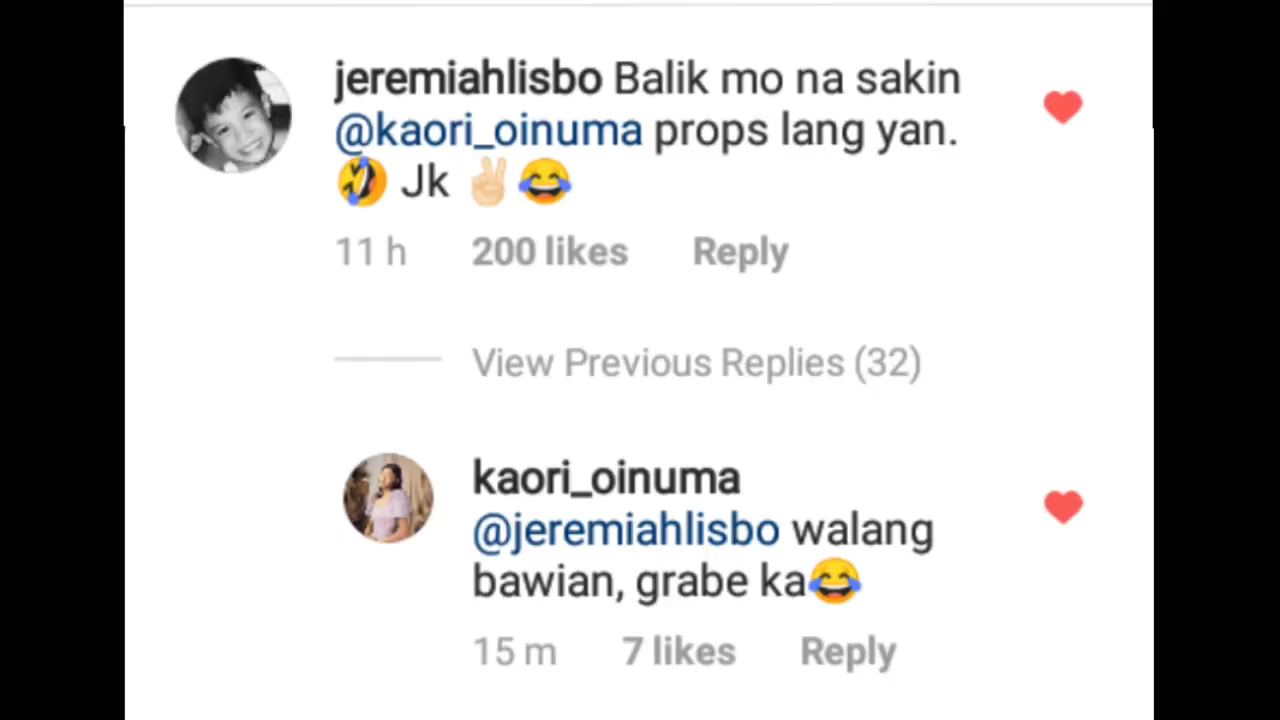 jeremiahlisbo Balik mo na sakin
@kaori_oinuma props lang yan.
🤣 Jk ✌🏻😂
11 h 200 likes Reply
View Previous Replies (32)
kaori_oinuma
@jeremiahlisbo walang
bawian, grabe ka😂
15 m 7 likes Reply